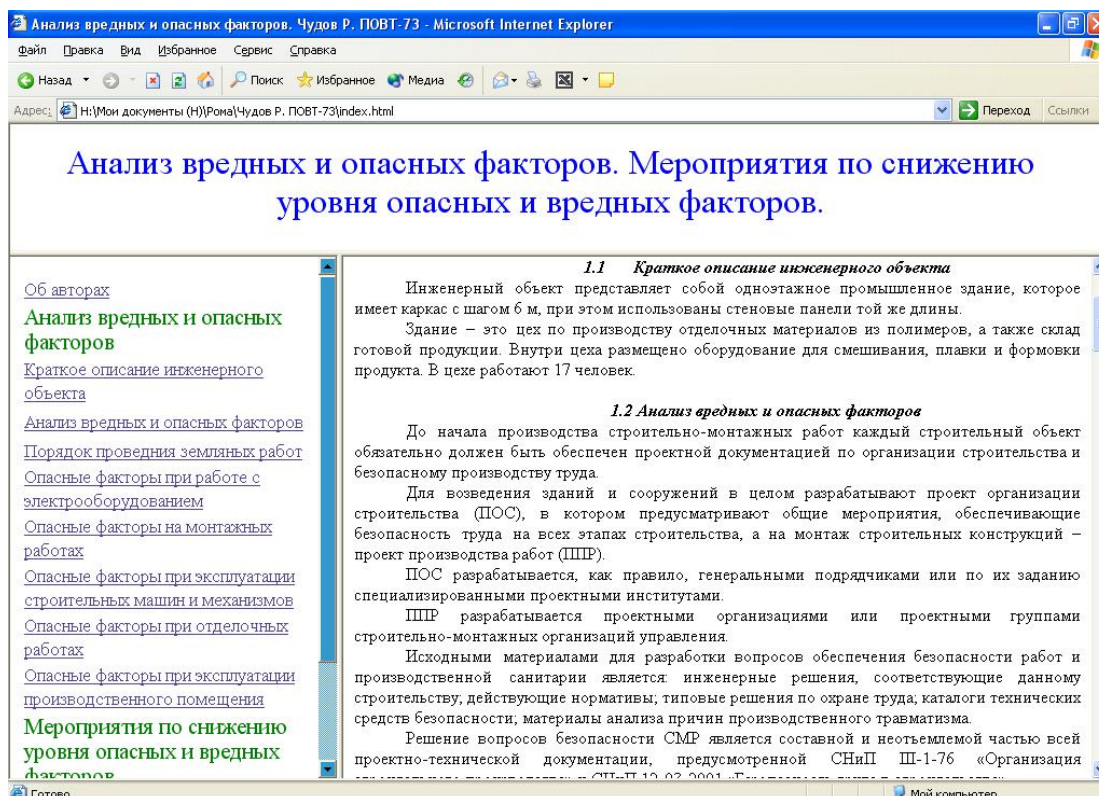 Анализ вредных и опасных факторов. Чудов Р. ПОВТ-73 - Microsoft Internet Explorer
Файл Правка Вид Избранное Сервис Справка
Назад Поиск Избранное Медиа
Адрес: H:\Мои документы (H)\Рома\Чудов Р. ПОВТ-73\index.html Переход Ссылки
Анализ вредных и опасных факторов. Мероприятия по снижению
уровня опасных и вредных факторов.
Об авторах
Анализ вредных и опасных
факторов
Краткое описание инженерного
объекта
Анализ вредных и опасных факторов
Порядок проведния земляных работ
Опасные факторы при работе с
электрооборудованием
Опасные факторы на монтажных
работах
Опасные факторы при эксплуатации
строительных машин и механизмов
Опасные факторы при отделочных
работах
Опасные факторы при эксплуатации
производственного помещения
Мероприятия по снижению
уровня опасных и вредных
факторов
1.1 Краткое описание инженерного объекта
Инженерный объект представляет собой одноэтажное промышленное здание, которое
имеет каркас с шагом 6 м, при этом использованы стеновые панели той же длины.
Здание – это цех по производству отделочных материалов из полимеров, а также склад
готовой продукции. Внутри цеха размещено оборудование для смешивания, плавки и формовки
продукта. В цехе работают 17 человек.
1.2 Анализ вредных и опасных факторов
До начала производства строительно-монтажных работ каждый строительный объект
обязательно должен быть обеспечен проектной документацией по организации строительства и
безопасному производству труда.
Для возведения зданий и сооружений в целом разрабатывают проект организации
строительства (ПОС), в котором предусматривают общие мероприятия, обеспечивающие
безопасность труда на всех этапах строительства, а на монтаж строительных конструкций –
проект производства работ (ППР).
ПОС разрабатывается, как правило, генеральными подрядчиками или по их заданию
специализированными проектными институтами.
ППР разрабатывается проектными организациями или проектными группами
строительно-монтажных организаций управления.
Исходными материалами для разработки вопросов обеспечения безопасности работ и
производственной санитарии является: инженерные решения, соответствующие данному
строительству; действующие нормативы; типовые решения по охране труда; каталоги технических
средств безопасности; материалы анализа причин производственного травматизма.
Решение вопросов безопасности СМР является составной и неотъемлемой частью всей
проектно-технической документации, предусмотренной СНиП III-1-76 «Организация
Готово Мой компьютер